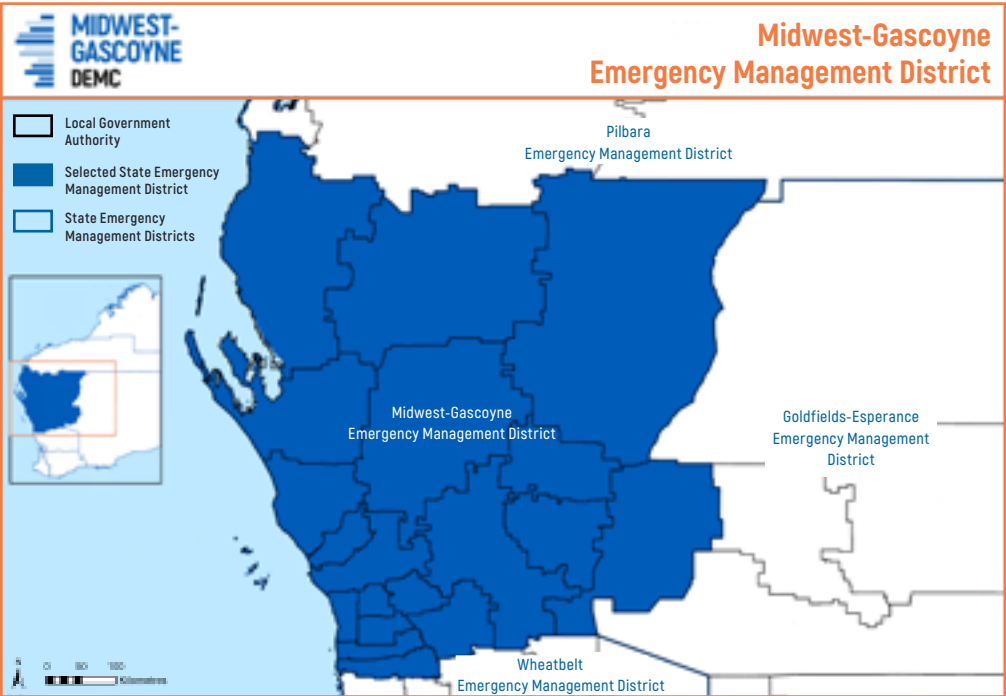 MIDWEST-
GASCOYNE
DEMC
Midwest-Gascoyne
Emergency Management District
Local Government
Authority
Selected State Emergency
Management District
State Emergency
Management Districts
Pilbara
Emergency Management District
Midwest-Gascoyne
Emergency Management District
Goldfields-Esperance
Emergency Management
District
Wheatbelt
Emergency Management District
N
0 50 100
Kilometres